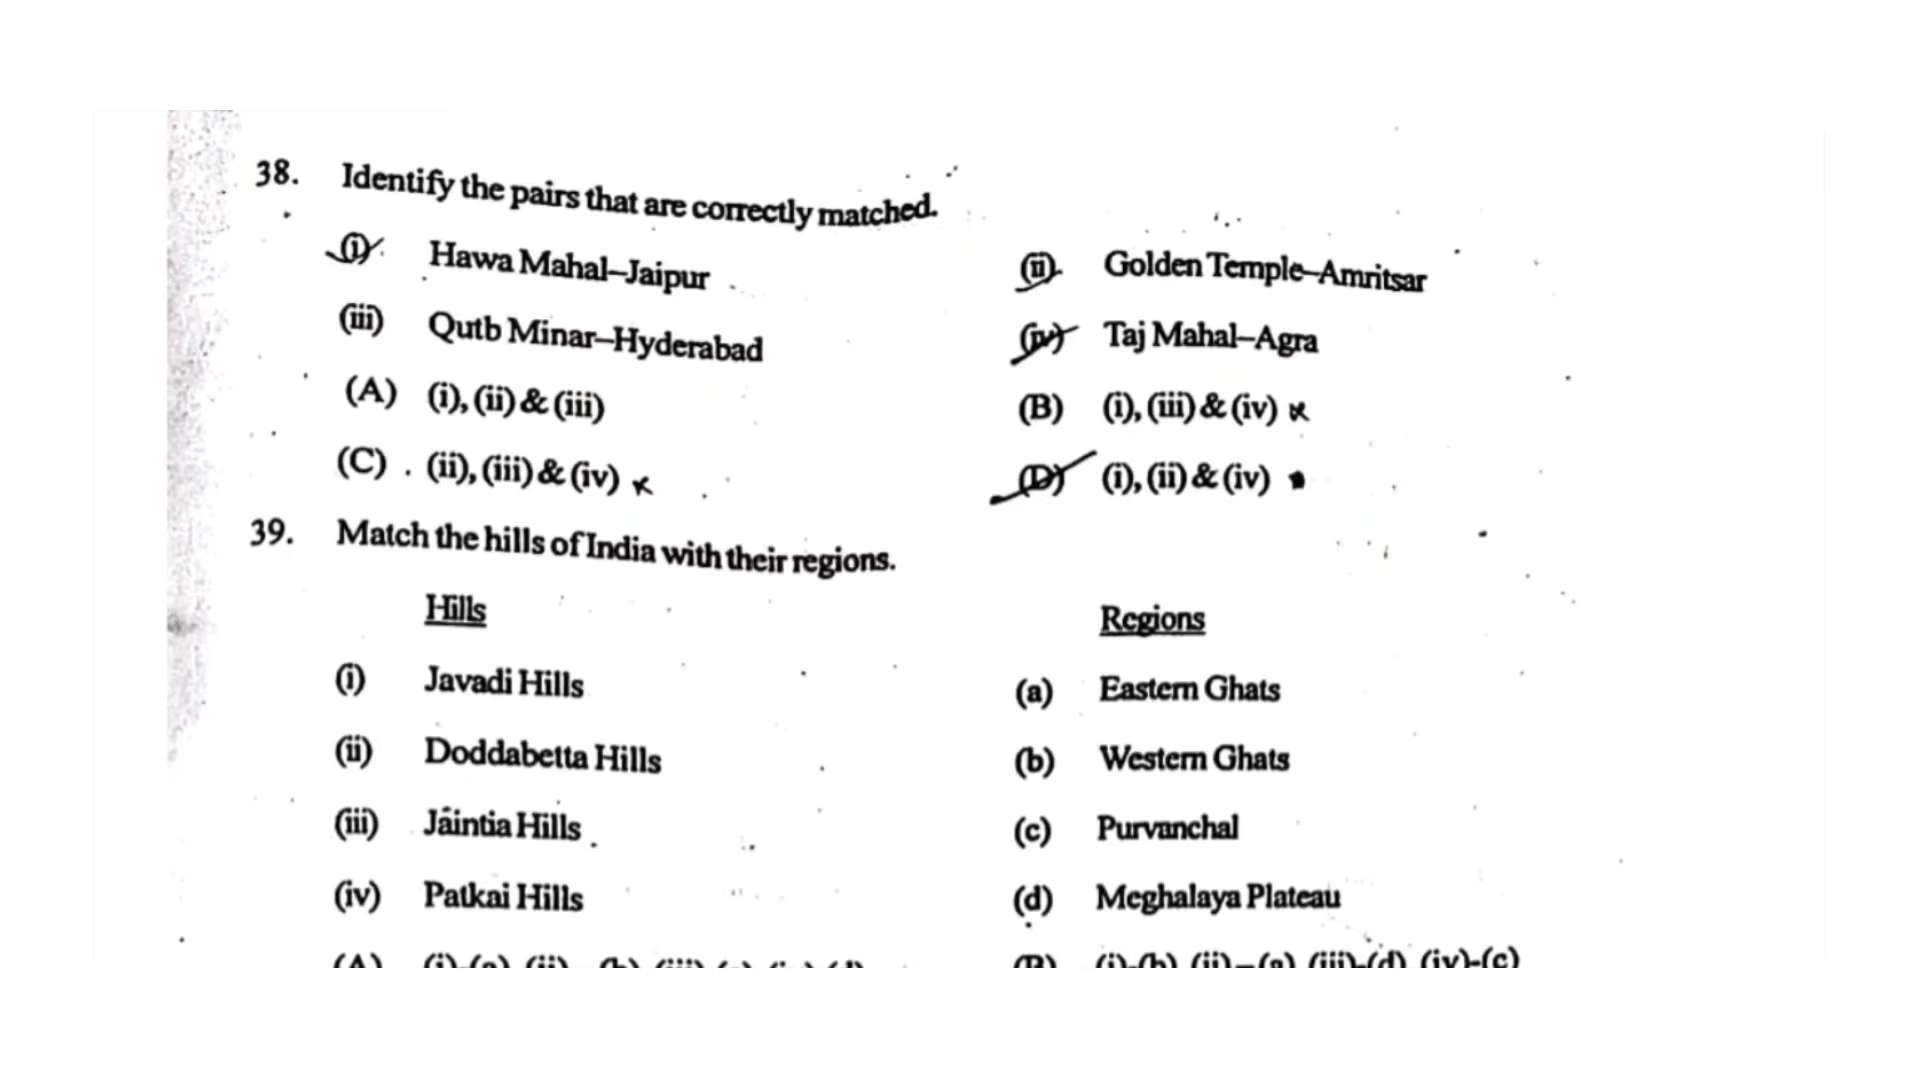 38. Identify the pairs that are correctly matched.
(i) Hawa Mahal–Jaipur (ii) Golden Temple–Amritsar
(iii) Qutb Minar–Hyderabad (iv) Taj Mahal–Agra
(A) (i), (ii) & (iii) (B) (i), (iii) & (iv) x
(C) (ii), (iii) & (iv) x (D) (i), (ii) & (iv)
39. Match the hills of India with their regions.
Hills Regions
(i) Javadi Hills (a) Eastern Ghats
(ii) Doddabetta Hills (b) Western Ghats
(iii) Jaintia Hills (c) Purvanchal
(iv) Patkai Hills (d) Meghalaya Plateau
(B) (i)-(b), (ii)–(a), (iii)-(d), (iv)-(c)